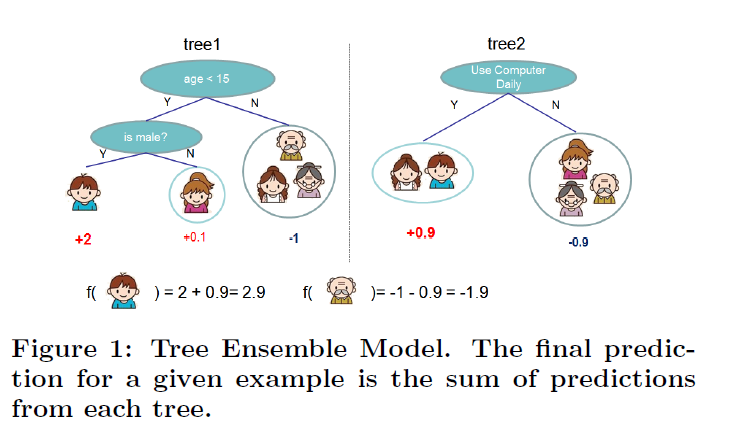 tree1
tree2
age < 15
Use Computer
Daily
Y
N
Y
N
is male?
Y
N
+2
+0.1
-1
+0.9
-0.9
f( ) = 2 + 0.9= 2.9
f( )= -1 - 0.9 = -1.9
Figure 1: Tree Ensemble Model. The final predic-
tion for a given example is the sum of predictions
from each tree.